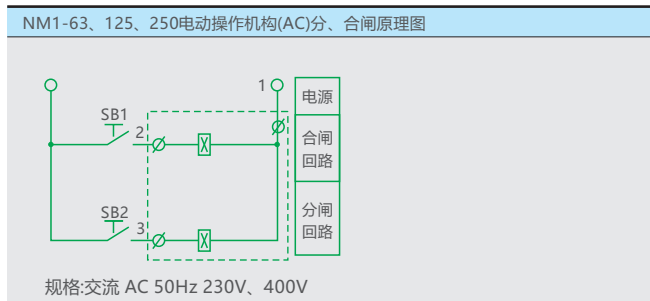 NM1-63、125、250电动操作机构(AC)分、合闸原理图
1
电源
SB1
2
合闸
回路
SB2
3
分闸
回路
规格:交流 AC 50Hz 230V、400V